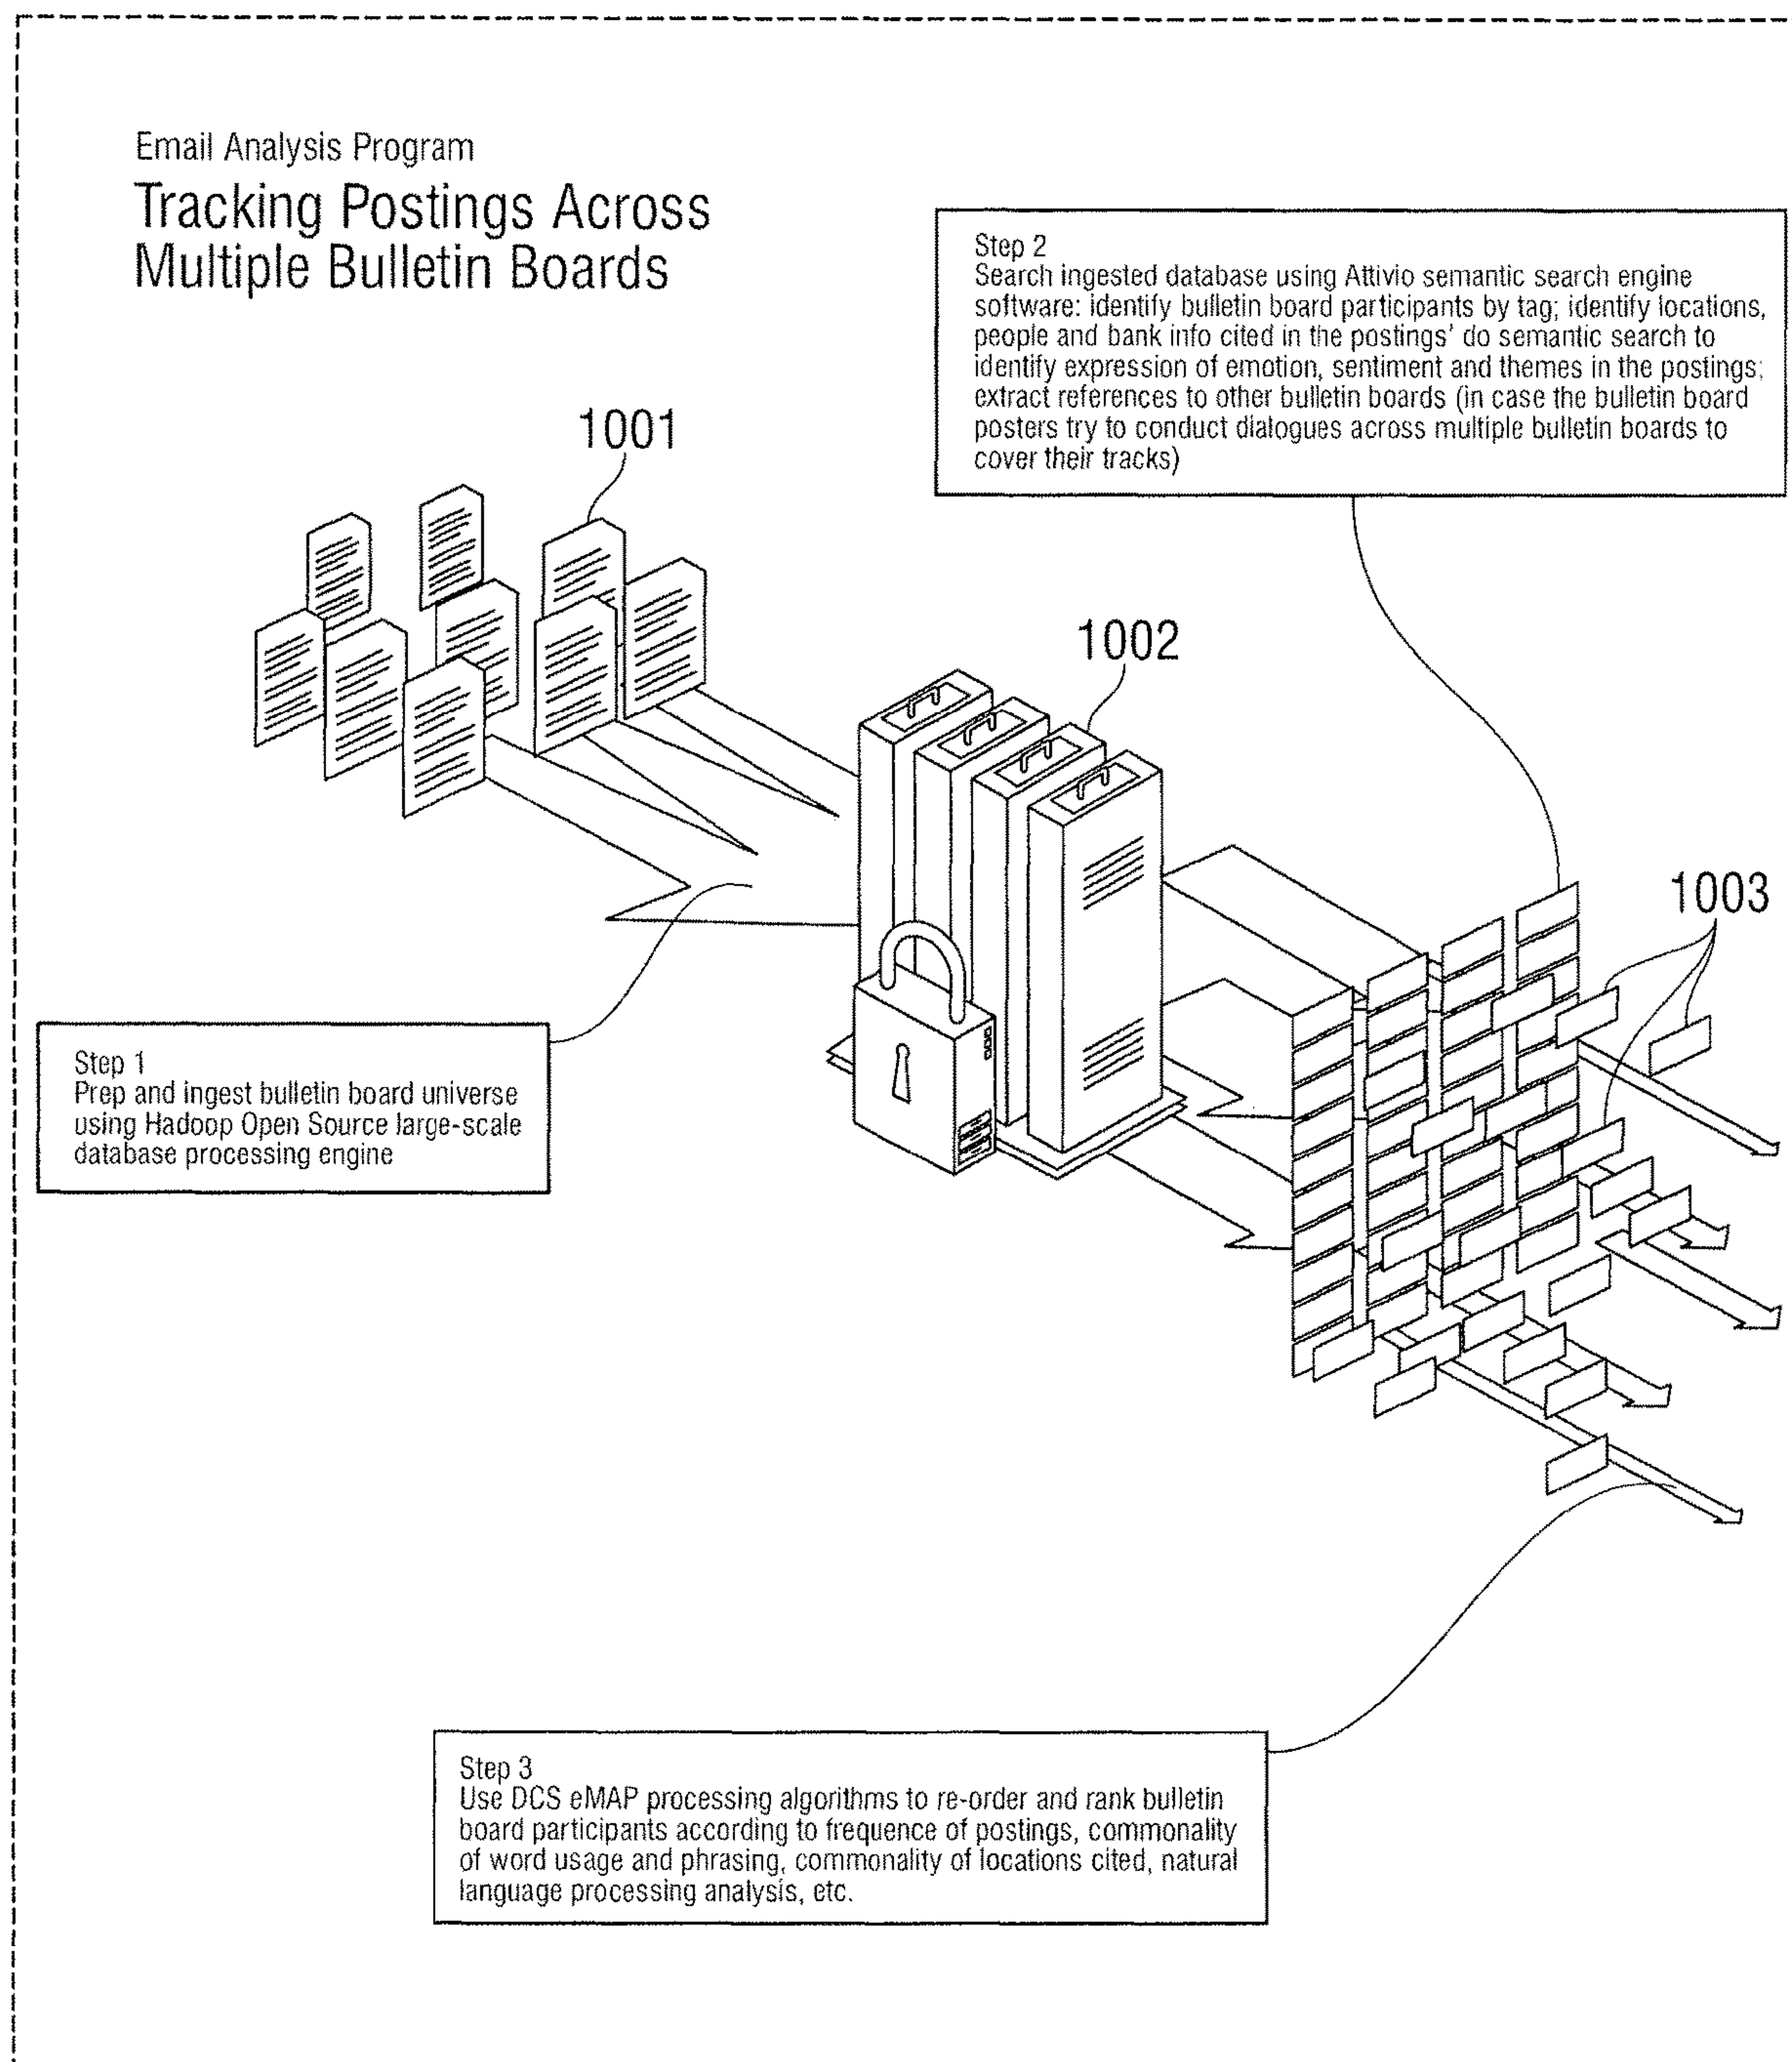 Email Analysis Program
Tracking Postings Across
Multiple Bulletin Boards
Step 2
Search ingested database using Attivio semantic search engine
software: identify bulletin board participants by tag; identify locations,
people and bank info cited in the postings' do semantic search to
identify expression of emotion, sentiment and themes in the postings;
extract references to other bulletin boards (in case the bulletin board
posters try to conduct dialogues across multiple bulletin boards to
cover their tracks)
1001
1002
1003
Step 1
Prep and ingest bulletin board universe
using Hadoop Open Source large-scale
database processing engine
Step 3
Use DCS eMAP processing algorithms to re-order and rank bulletin
board participants according to frequence of postings, commonality
of word usage and phrasing, commonality of locations cited, natural
language processing analysis, etc.